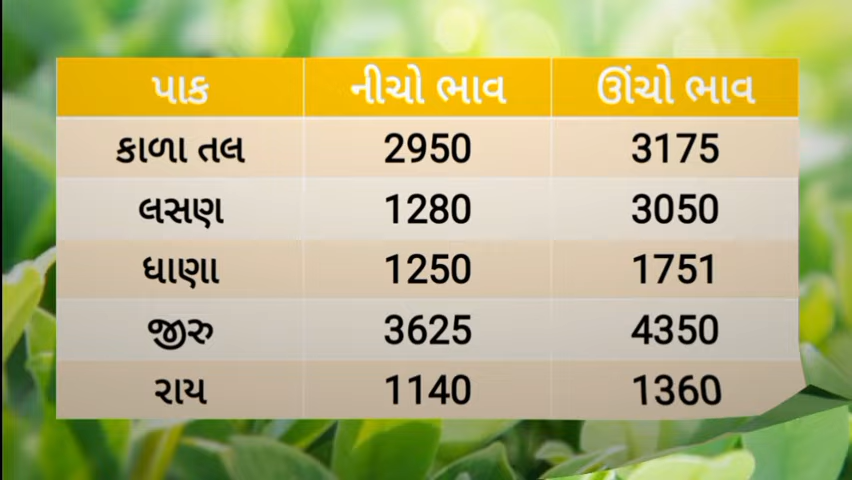 પાક નીચો ભાવ ઊંચો ભાવ
કાળા તલ 2950 3175
લસણ 1280 3050
ધાણા 1250 1751
જીરુ 3625 4350
રાય 1140 1360